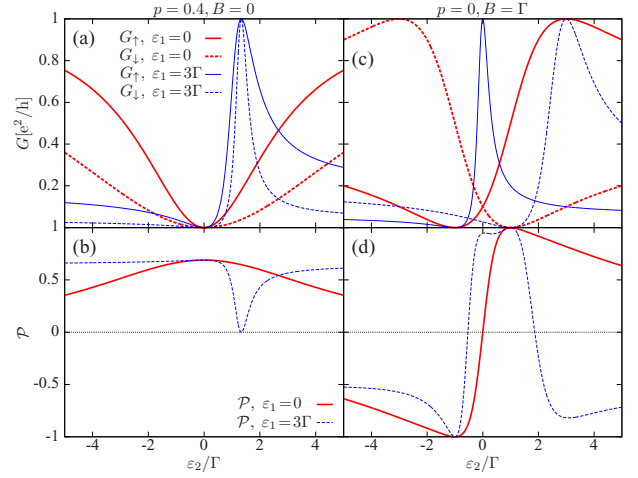 p = 0.4, B = 0
p = 0, B = Γ
(a)
G↑, ε₁=0
G↓, ε₁=0
G↑, ε₁=3Γ
G↓, ε₁=3Γ
(c)
G[e²/h]
1
0.8
0.6
0.4
0.2
1
(b)
(d)
𝒫
0.5
0
-0.5
-1
𝒫, ε₁=0
𝒫, ε₁=3Γ
-4 -2 0 2 4 -4 -2 0 2 4
ε₂/Γ ε₂/Γ